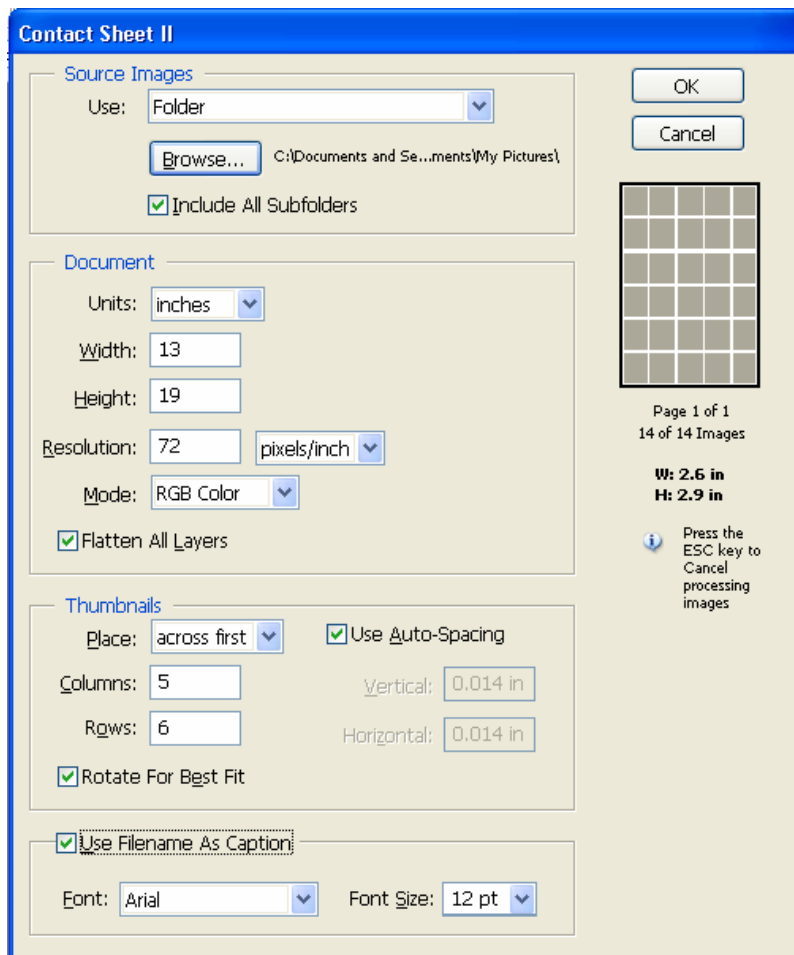 Contact Sheet II
Source Images
Use: Folder
Browse... C:\Documents and Se...ments\My Pictures\
Include All Subfolders
Document
Units: inches
Width: 13
Height: 19
Resolution: 72 pixels/inch
Mode: RGB Color
Flatten All Layers
Thumbnails
Place: across first Use Auto-Spacing
Columns: 5 Vertical: 0.014 in
Rows: 6 Horizontal: 0.014 in
Rotate For Best Fit
Use Filename As Caption
Font: Arial Font Size: 12 pt
OK
Cancel
Page 1 of 1
14 of 14 Images
W: 2.6 in
H: 2.9 in
Press the
ESC key to
Cancel
processing
images